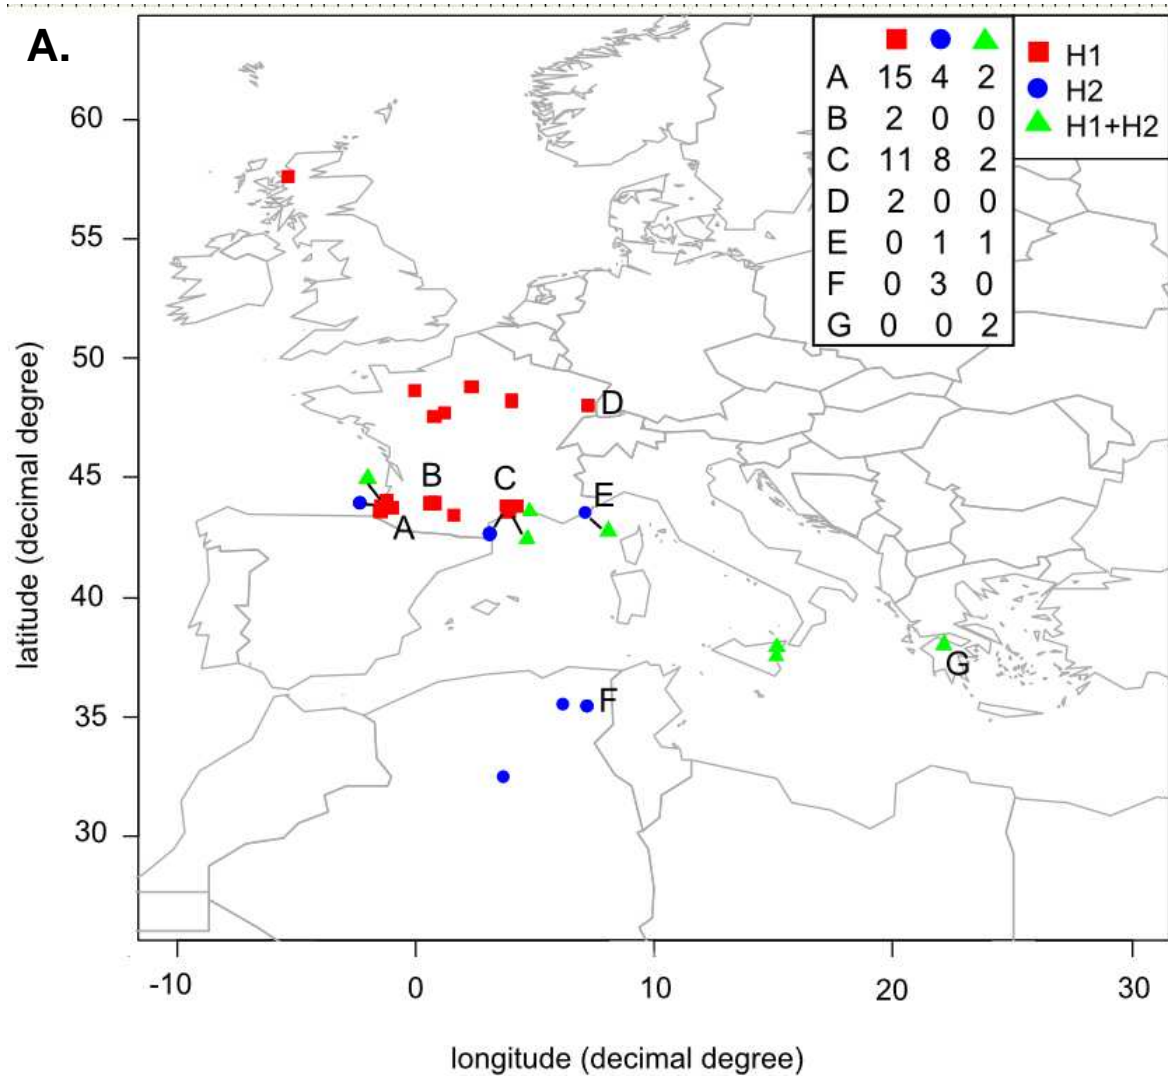 A.
H1
H2
H1+H2
A 15 4 2
B 2 0 0
C 11 8 2
D 2 0 0
E 0 1 1
F 0 3 0
G 0 0 2
60
55
50
45
40
35
30
latitude (decimal degree)
D
B
C
E
A
G
F
-10 0 10 20 30
longitude (decimal degree)